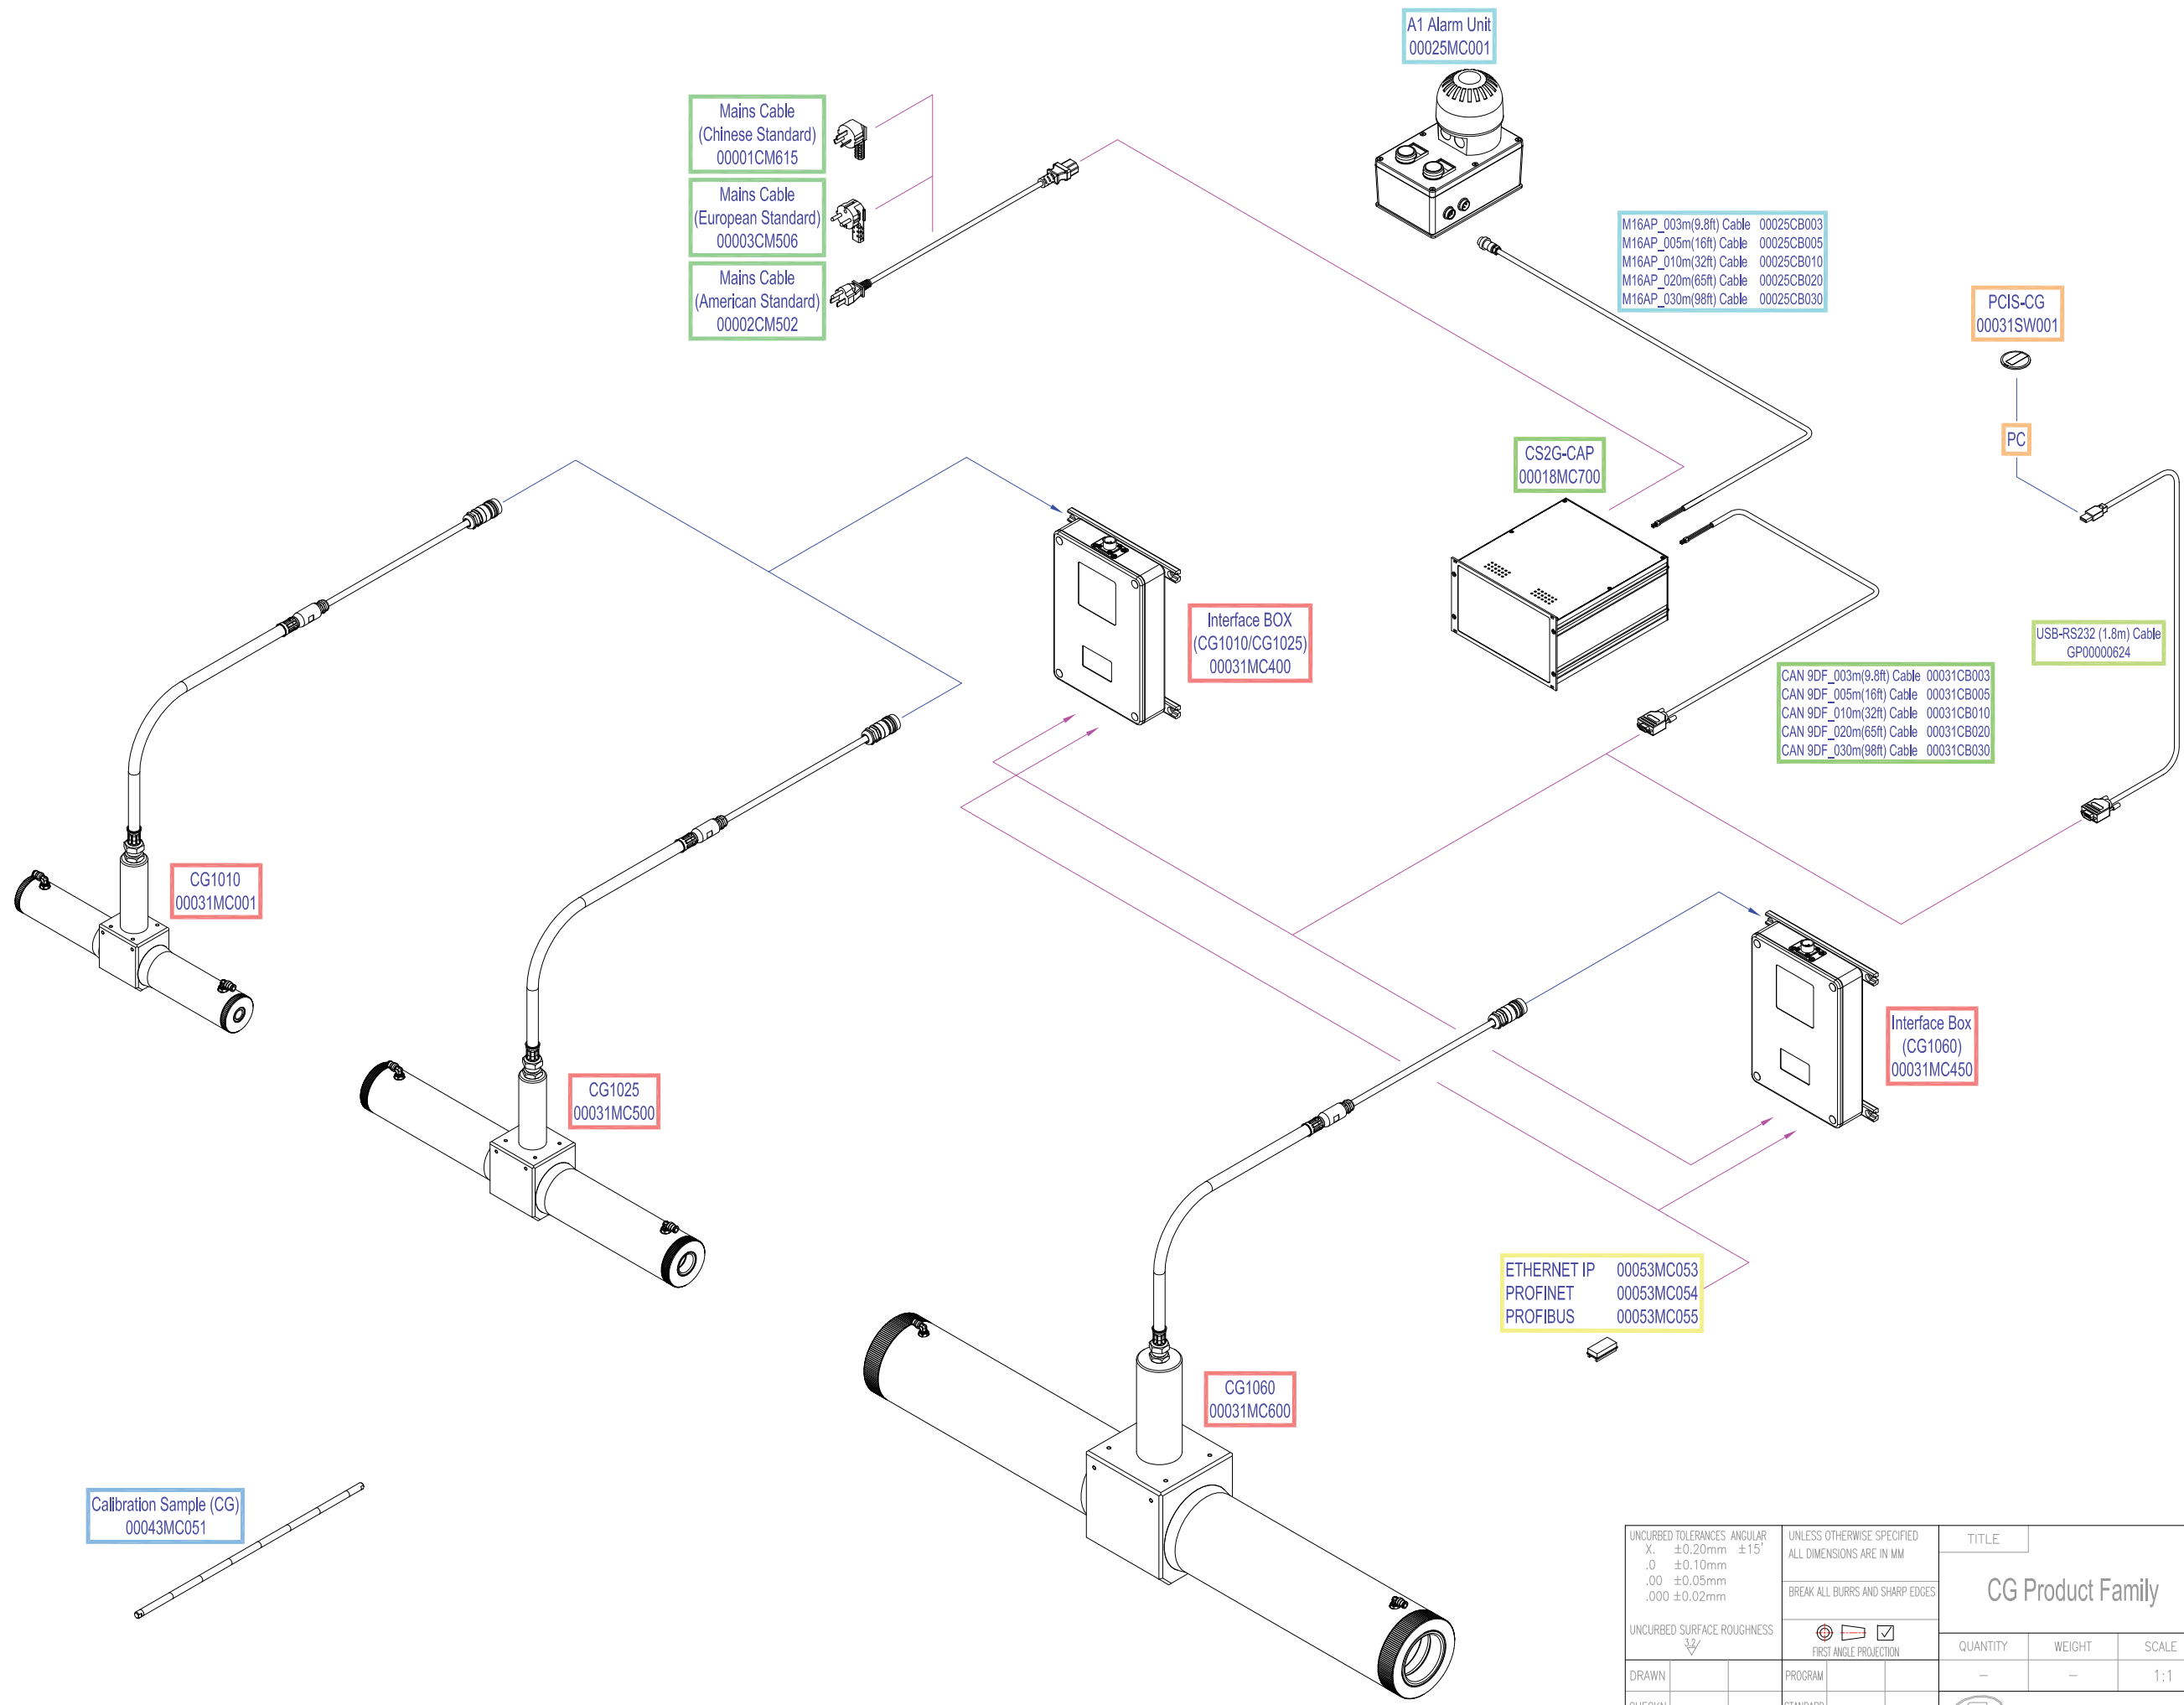 A1 Alarm Unit
00025MC001
Mains Cable
(Chinese Standard)
00001CM615
Mains Cable
(European Standard)
00003CM506
Mains Cable
(American Standard)
00002CM502
M16AP_003m(9.8ft) Cable 00025CB003
M16AP_005m(16ft) Cable 00025CB005
M16AP_010m(32ft) Cable 00025CB010
M16AP_020m(65ft) Cable 00025CB020
M16AP_030m(98ft) Cable 00025CB030
PCIS-CG
00031SW001
PC
CS2G-CAP
00018MC700
Interface BOX
(CG1010/CG1025)
00031MC400
USB-RS232 (1.8m) Cable
GP00000624
CAN 9DF_003m(9.8ft) Cable 00031CB003
CAN 9DF_005m(16ft) Cable 00031CB005
CAN 9DF_010m(32ft) Cable 00031CB010
CAN 9DF_020m(65ft) Cable 00031CB020
CAN 9DF_030m(98ft) Cable 00031CB030
CG1010
00031MC001
CG1025
00031MC500
Interface Box
(CG1060)
00031MC450
ETHERNET IP 00053MC053
PROFINET 00053MC054
PROFIBUS 00053MC055
CG1060
00031MC600
Calibration Sample (CG)
00043MC051
UNCURBED TOLERANCES ANGULAR
X. ±0.20mm ±15'
.0 ±0.10mm
.00 ±0.05mm
.000 ±0.02mm
UNCURBED SURFACE ROUGHNESS
3.2
UNLESS OTHERWISE SPECIFIED
ALL DIMENSIONS ARE IN MM
BREAK ALL BURRS AND SHARP EDGES
FIRST ANGLE PROJECTION
TITLE
CG Product Family
QUANTITY WEIGHT SCALE
– – 1:1
DRAWN PROGRAM